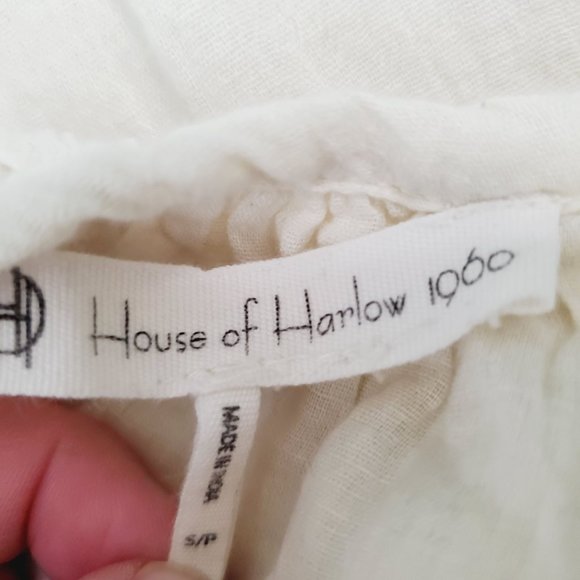 House of Harlow 1960
MADE IN INDIA
S/P